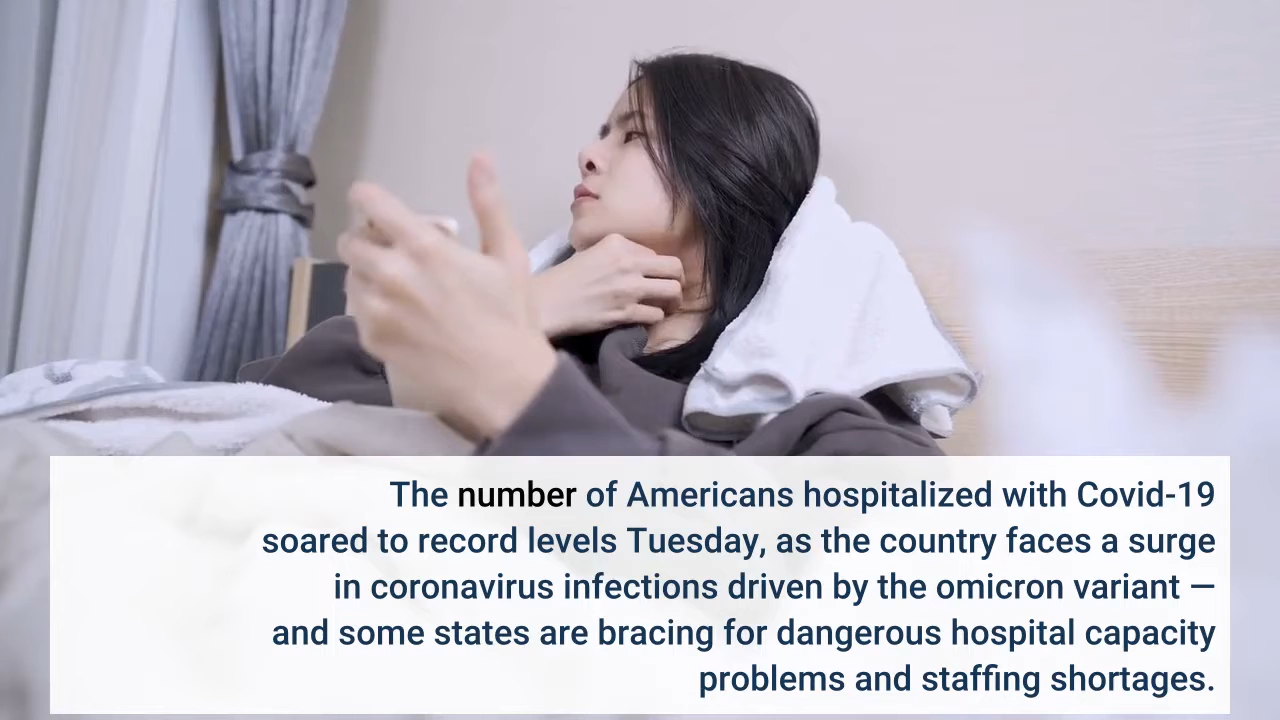 The number of Americans hospitalized with Covid-19
soared to record levels Tuesday, as the country faces a surge
in coronavirus infections driven by the omicron variant —
and some states are bracing for dangerous hospital capacity
problems and staffing shortages.